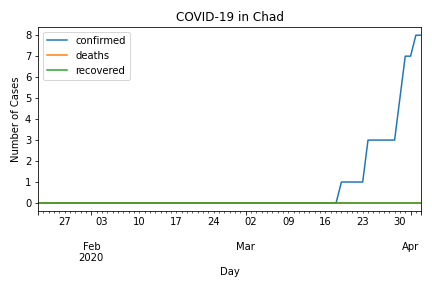 COVID-19 in Chad
confirmed
deaths
recovered
Number of Cases
8
7
6
5
4
3
2
1
0
27 03 10 17 24 02 09 16 23 30
Feb Mar Apr
2020
Day